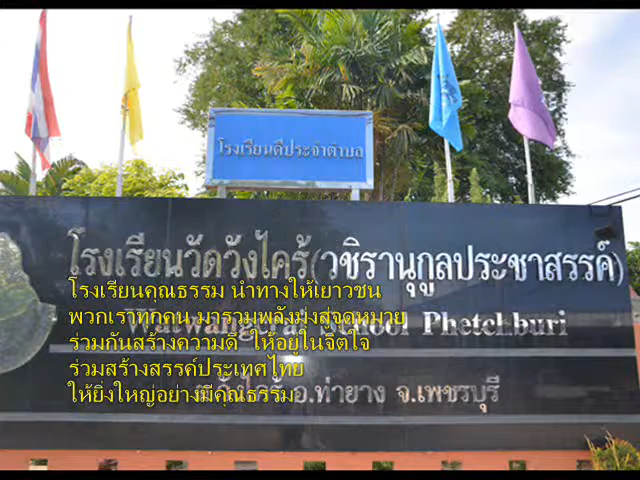 โรงเรียนดีประจำตำบล
โรงเรียนวัดวังไคร้(วชิรานุกูลประชาสรรค์)
โรงเรียนคุณธรรม นำทางให้เยาวชน
พวกเราทุกคน มารวมพลังมุ่งสู่จุดหมาย
School Phetchburi
ร่วมกันสร้างความดี ให้อยู่ในจิตใจ
ร่วมสร้างสรรค์ประเทศไทย
ให้ยิ่งใหญ่อย่างมีคุณธรรม
อ.ท่ายาง จ.เพชรบุรี